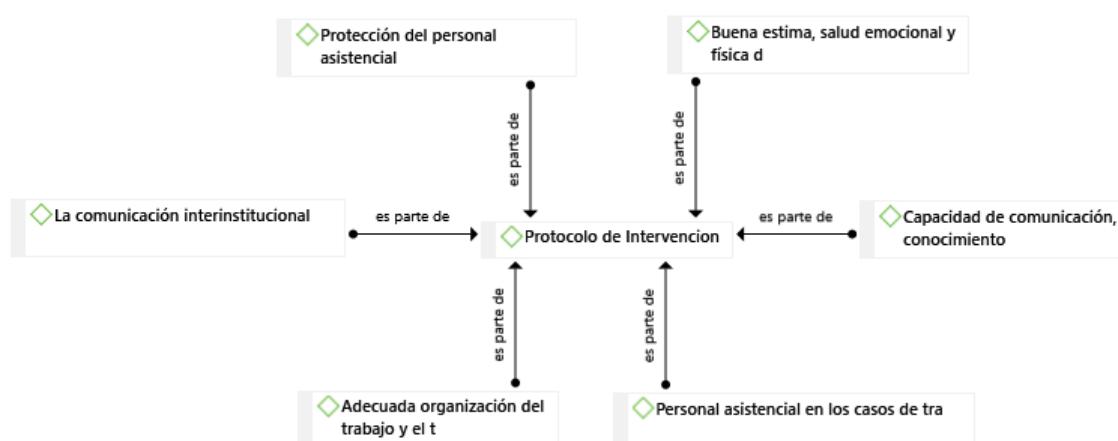 Protección del personal
asistencial
Buena estima, salud emocional y
física d
es parte de
es parte de
La comunicación interinstitucional
es parte de
Protocolo de Intervencion
es parte de
Capacidad de comunicación,
conocimiento
es parte de
es parte de
Adecuada organización del
trabajo y el t
Personal asistencial en los casos de tra